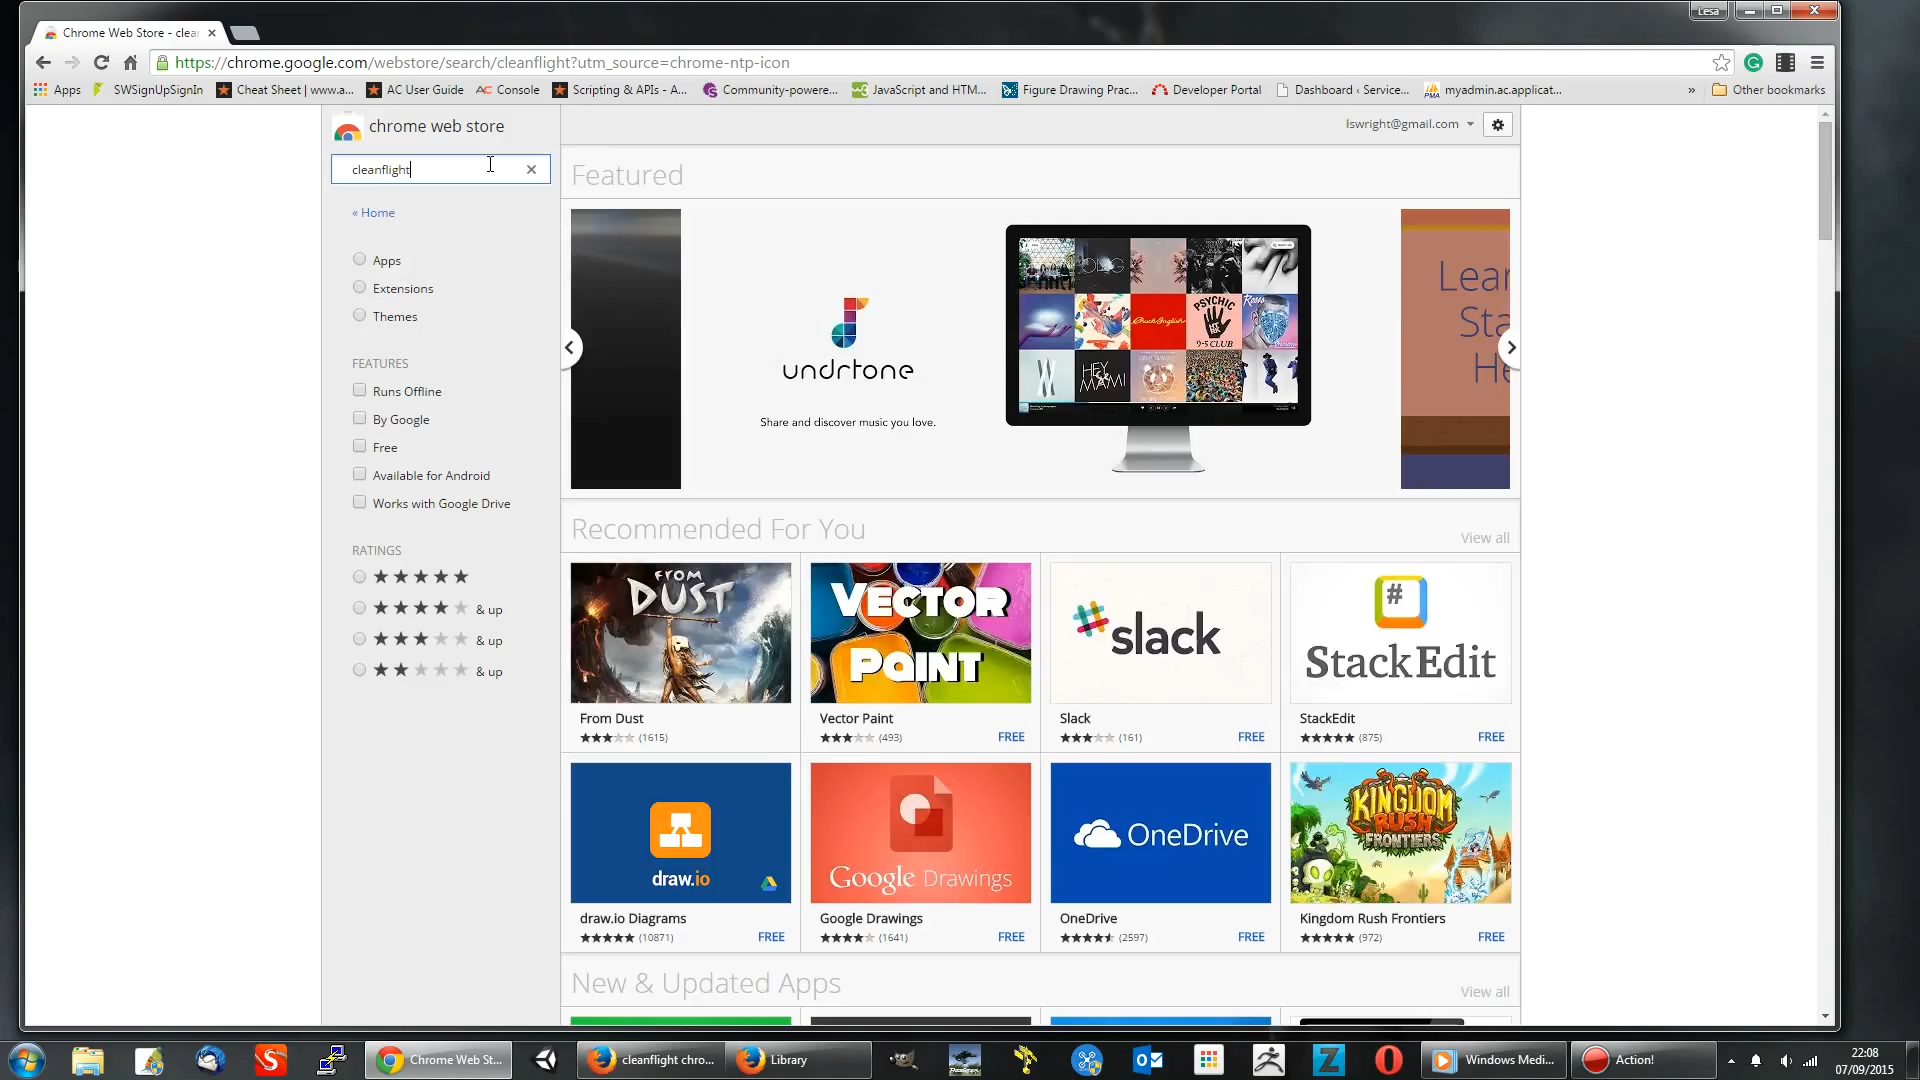 Lesa
Chrome Web Store - clea
https://chrome.google.com/webstore/search/cleanflight?utm_source=chrome-ntp-icon
Apps
SWSignUpSignIn
Cheat Sheet | www.a...
AC User Guide
AC Console
Scripting & APIs - A...
Community-powere...
JavaScript and HTM...
Figure Drawing Prac...
Developer Portal
Dashboard ‹ Service...
myadmin.ac.applicat...
»
Other bookmarks
chrome web store
lswright@gmail.com
cleanflight
« Home
Apps
Extensions
Themes
FEATURES
Runs Offline
By Google
Free
Available for Android
Works with Google Drive
RATINGS
& up
& up
& up
Featured
undrtone
Share and discover music you love.
PSYCHIC
9-5 CLUB
HEY
MAMI
Lear
Sta
He
Recommended For You
View all
FROM
DUST
VECTOR
PAINT
slack
#
StackEdit
From Dust
(1615)
Vector Paint
(493)
FREE
Slack
(161)
FREE
StackEdit
(875)
FREE
draw.io
Google Drawings
OneDrive
KINGDOM
RUSH
FRONTIERS
draw.io Diagrams
(10871)
FREE
Google Drawings
(1641)
FREE
OneDrive
(2597)
FREE
Kingdom Rush Frontiers
(972)
FREE
New & Updated Apps
View all
Chrome Web St...
cleanflight chro...
Library
Windows Medi...
Action!
22:08
07/09/2015